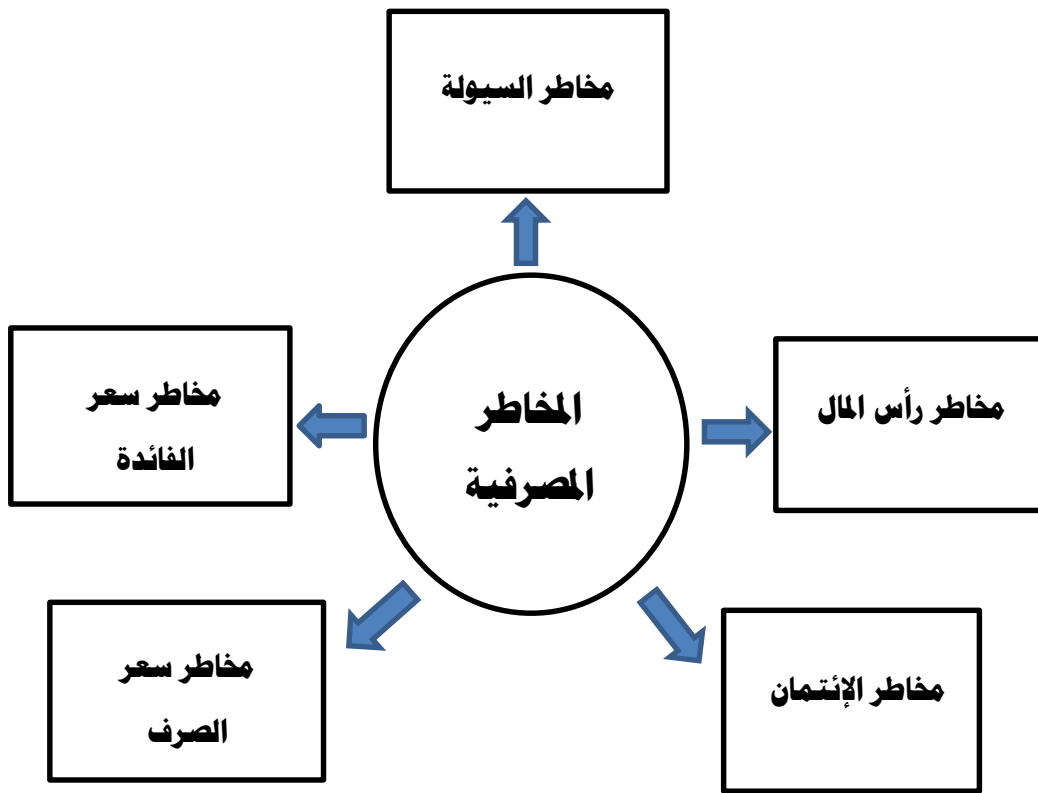 مخاطر السيولة
المخاطر
المصرفية
مخاطر رأس المال
مخاطر سعر
الفائدة
مخاطر الإئتمان
مخاطر سعر
الصرف